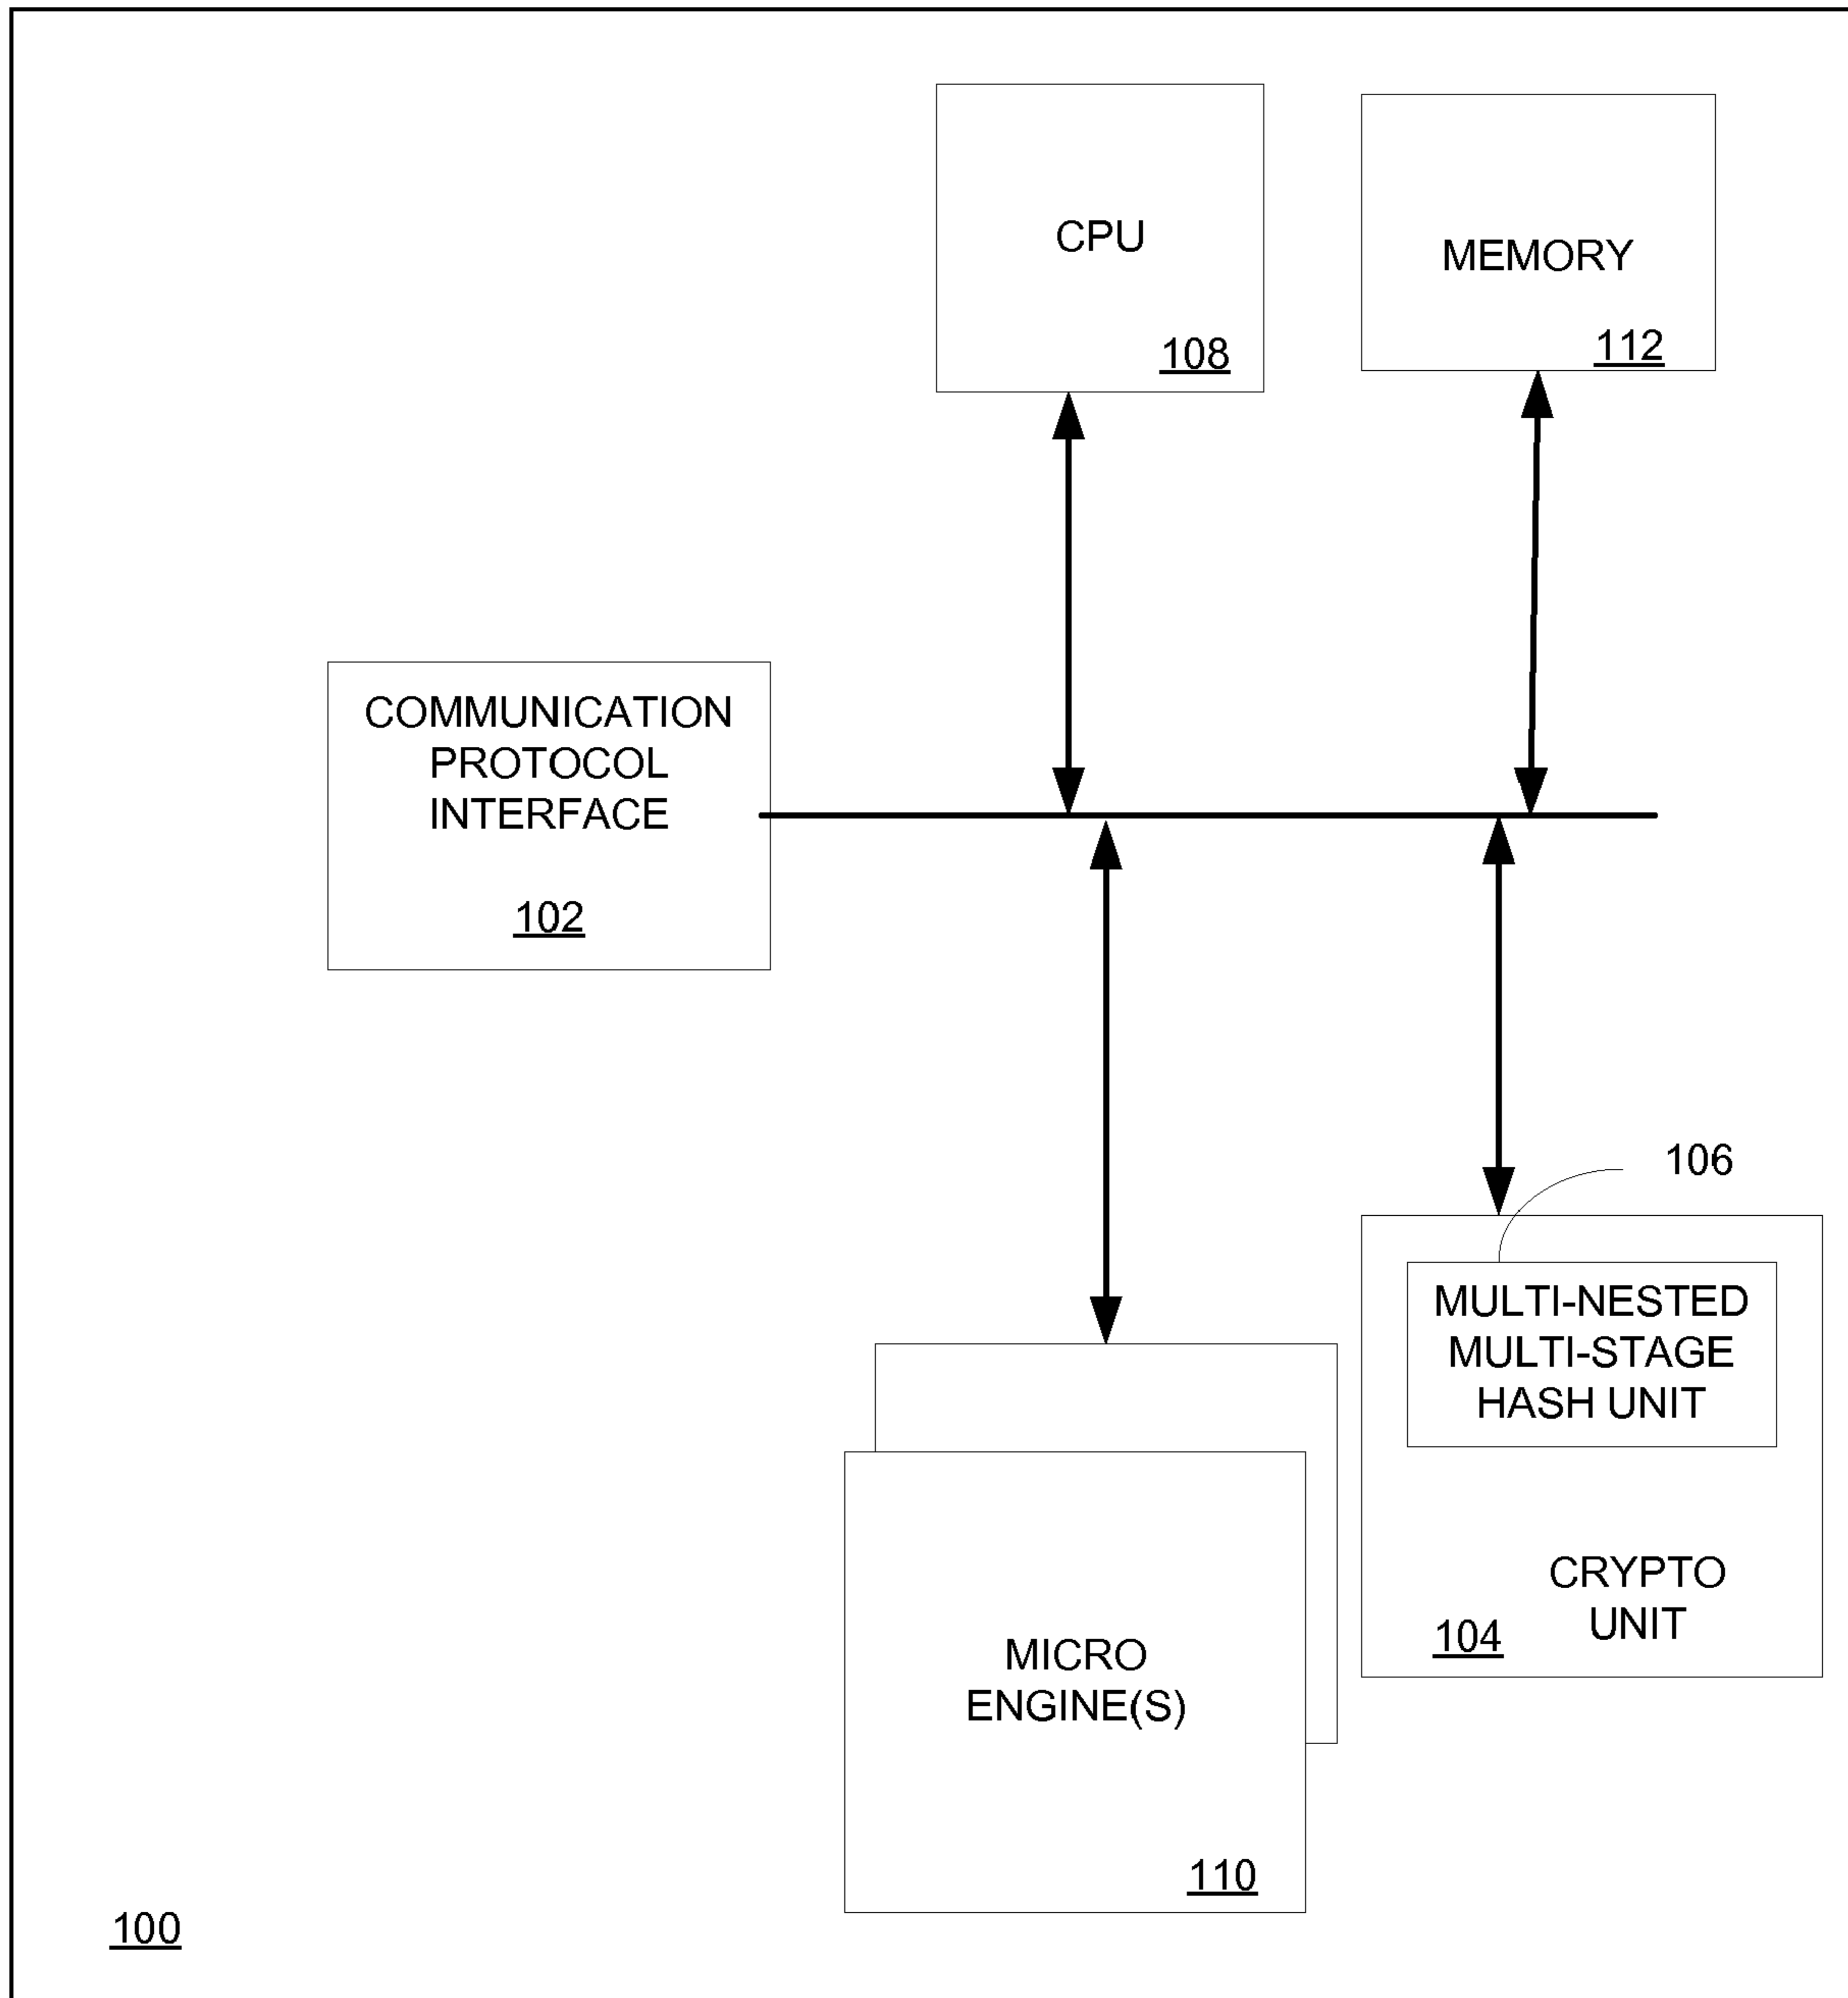 CPU
108
MEMORY
112
COMMUNICATION
PROTOCOL
INTERFACE
102
106
MULTI-NESTED
MULTI-STAGE
HASH UNIT
CRYPTO
UNIT
104
MICRO
ENGINE(S)
110
100